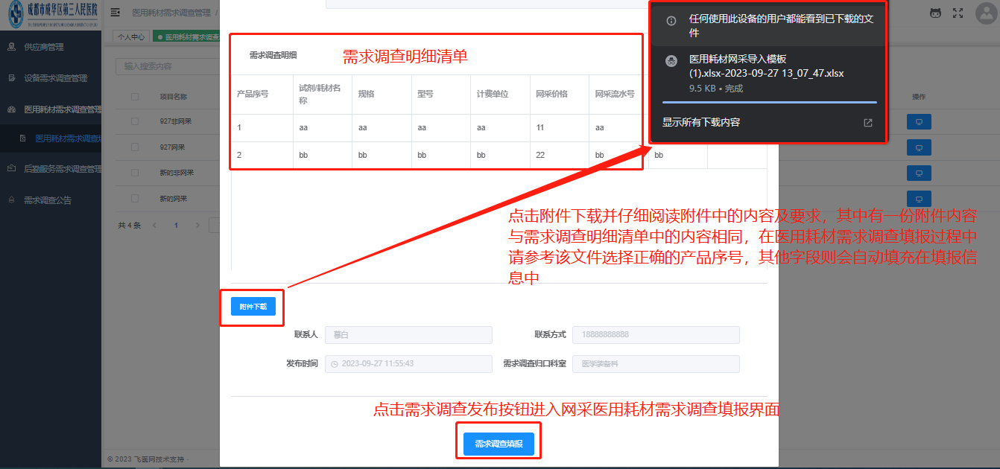 成都市成华区第三人民医院
医用耗材需求调查管理 /
个人中心
医用耗材需求调查
供应商管理
设备需求调查管理
医用耗材需求调查管理
医用耗材需求调查填
后勤服务需求调查管理
需求调查公告
输入搜索内容
项目名称
操作
927非网采
927网采
新的非网采
新的网采
共 4 条
1
需求调查明细
需求调查明细清单
产品序号 试剂/耗材名称 规格 型号 计费单位 网采价格 网采流水号
1 aa aa aa aa 11 aa
2 bb bb bb bb 22 bb bb
任何使用此设备的用户都能看到已下载的文
件
医用耗材网采导入模板
(1).xlsx-2023-09-27 13_07_47.xlsx
9.5 KB • 完成
显示所有下载内容
点击附件下载并仔细阅读附件中的内容及要求，其中有一份附件内容
与需求调查明细清单中的内容相同，在医用耗材需求调查填报过程中
请参考该文件选择正确的产品序号，其他字段则会自动填充在填报信
息中
附件下载
联系人 慕白 联系方式 18888888888
发布时间 2023-09-27 11:55:43 需求调查归口科室 医学装备科
点击需求调查发布按钮进入网采医用耗材需求调查填报界面
需求调查填报
© 2023 飞医网技术支持 ·